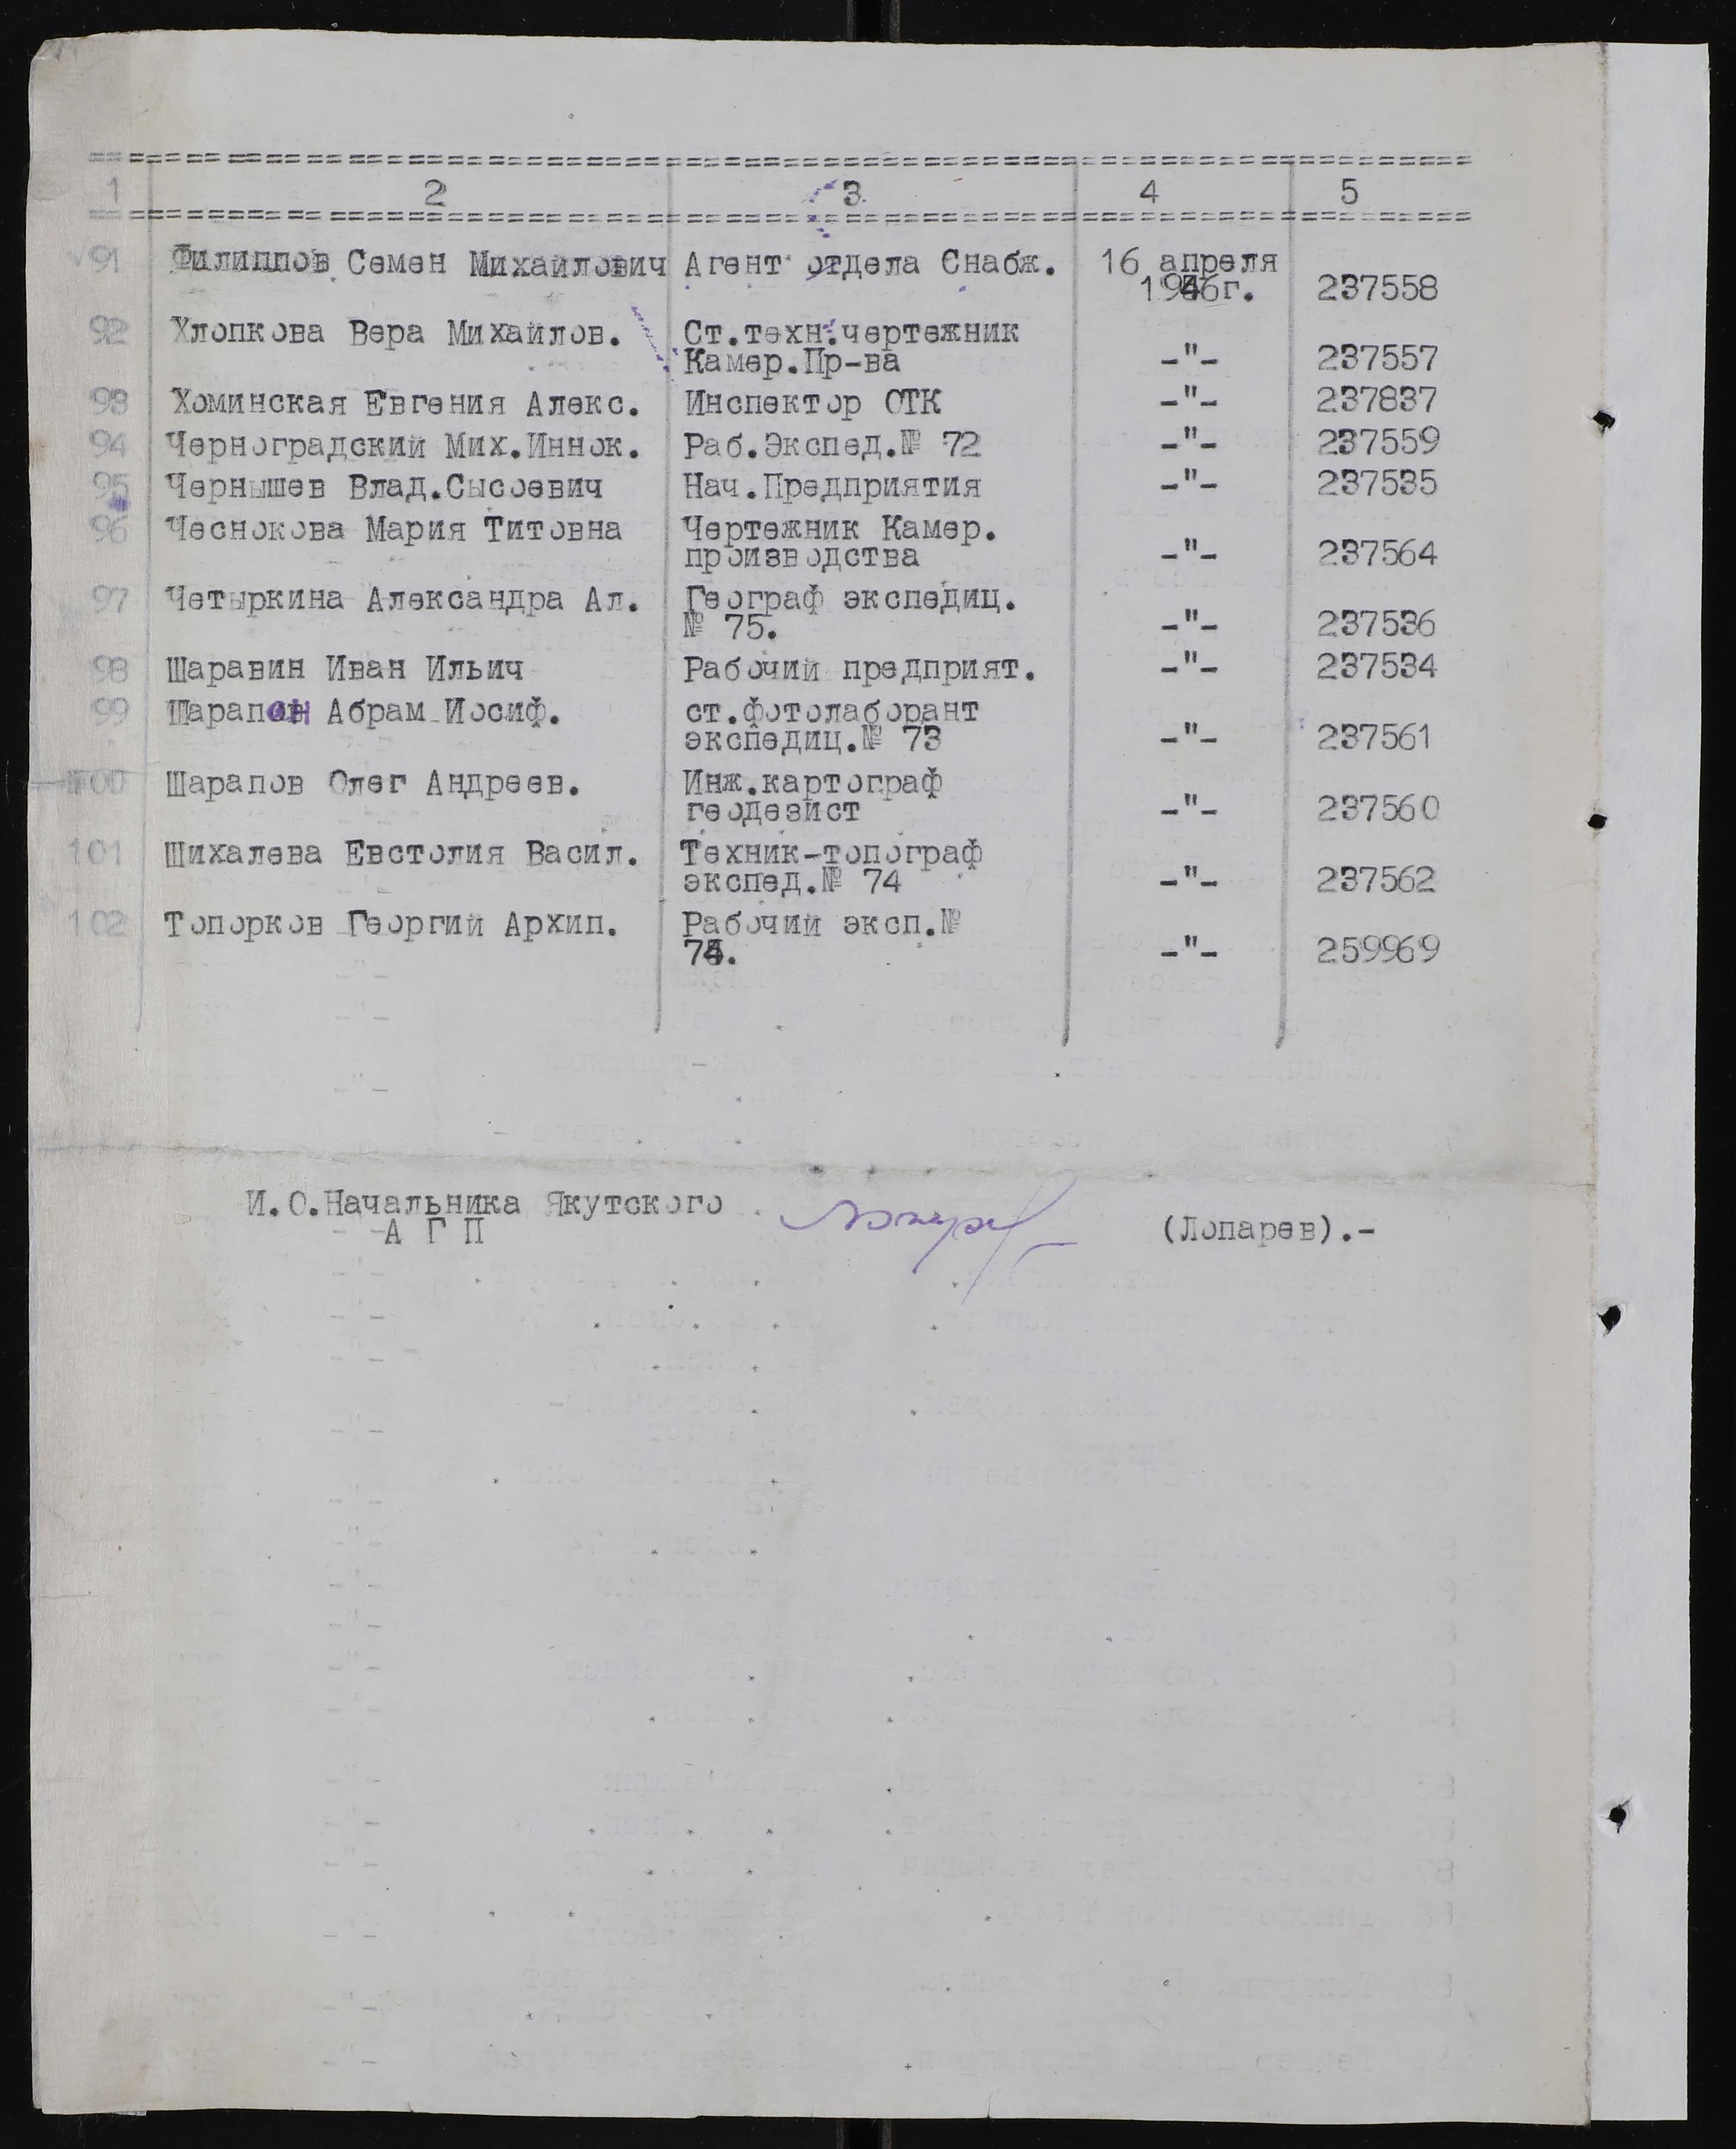 1 2 3 4 5
91 Филиппов Семен Михайлович Агент отдела Снабж. 16 апреля
1946г. 237558
92 Хлопкова Вера Михайлов. Ст.техн.чертежник
Камер.Пр-ва -"- 237557
93 Хоминская Евгения Алекс. Инспектор ОТК -"- 237837
94 Черноградский Мих.Иннок. Раб.Экспед.№ 72 -"- 237559
95 Чернышев Влад.Сысоевич Нач.Предприятия -"- 237535
96 Чеснокова Мария Титовна Чертежник Камер.
производства -"- 237564
97 Четыркина Александра Ал. Географ экспедиц.
№ 75. -"- 237536
98 Шаравин Иван Ильич Рабочий предприят. -"- 237534
99 Шарапан Абрам Иосиф. ст.фотолаборант
экспедиц.№ 73 -"- 237561
100 Шарапов Олег Андреев. Инж.картограф
геодезист -"- 237560
101 Шихалева Евстолия Васил. Техник-топограф
экспед.№ 74 -"- 237562
102 Топорков Георгий Архип. Рабочий эксп.№
-"- 259969
И.О.Начальника Якутского
А Г П (Лопарев).-